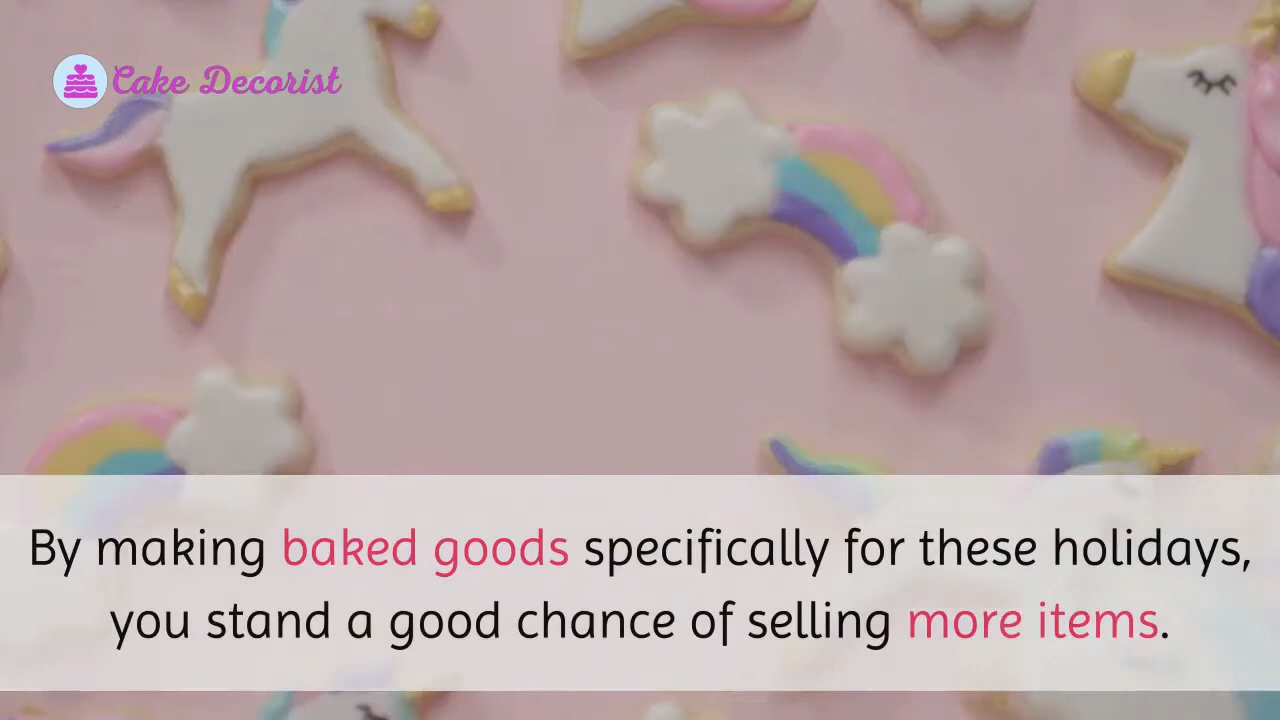 Cake Decorist
By making baked goods specifically for these holidays,
you stand a good chance of selling more items.